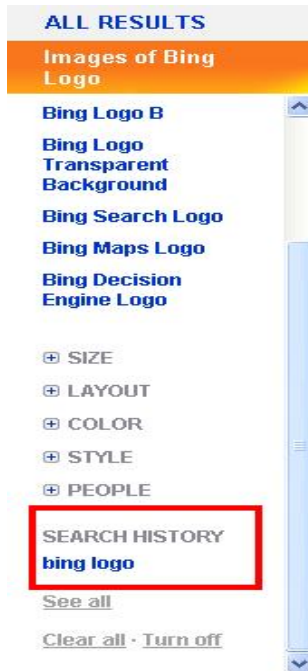 ALL RESULTS
Images of Bing
Logo
Bing Logo B
Bing Logo
Transparent
Background
Bing Search Logo
Bing Maps Logo
Bing Decision
Engine Logo
SIZE
LAYOUT
COLOR
STYLE
PEOPLE
SEARCH HISTORY
bing logo
See all
Clear all · Turn off